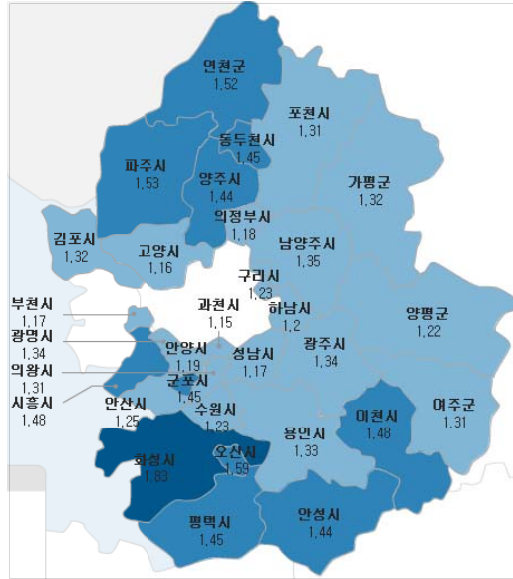 연천군
1.52
포천시
1.31
동두천시
1.45
파주시
1.53
양주시
1.44
가평군
1.32
의정부시
1.18
김포시
1.32
고양시
1.16
남양주시
1.35
구리시
1.23
부천시
1.17
과천시
1.15
하남시
1.2
양평군
1.22
광명시
1.34
안양시
1.19
성남시
1.17
광주시
1.34
의왕시
1.31
군포시
1.45
시흥시
1.48
안산시
1.25
수원시
1.23
용인시
1.33
이천시
1.48
여주군
1.31
화성시
1.83
오산시
1.59
평택시
1.45
안성시
1.44